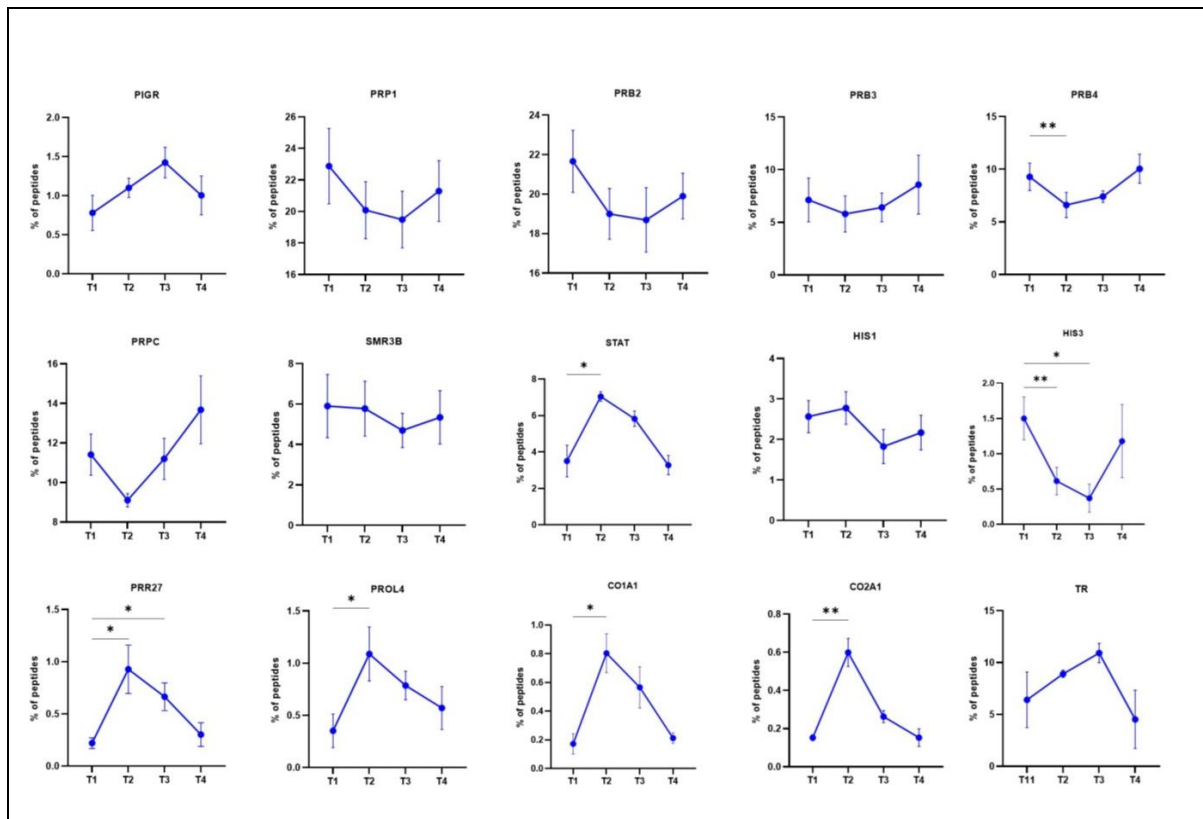 PIGR
% of peptides
2.0
1.5
1.0
0.5
0.0
T1 T2 T3 T4
PRP1
% of peptides
26
24
22
20
18
16
T1 T2 T3 T4
PRB2
% of peptides
24
22
20
18
16
T1 T2 T3 T4
PRB3
% of peptides
15
10
5
0
T1 T2 T3 T4
PRB4
% of peptides
15
10
5
0
**
T1 T2 T3 T4
PRPC
% of peptides
16
14
12
10
8
T1 T2 T3 T4
SMR3B
% of peptides
8
6
4
2
0
T1 T2 T3 T4
STAT
% of peptides
8
6
4
2
0
*
T1 T2 T3 T4
HIS1
% of peptides
4
3
2
1
0
T1 T2 T3 T4
HIS3
% of peptides
2.0
1.5
1.0
0.5
0.0
*
**
T1 T2 T3 T4
PRR27
% of peptides
1.5
1.0
0.5
0.0
*
*
T1 T2 T3 T4
PROL4
% of peptides
1.5
1.0
0.5
0.0
*
T1 T2 T3 T4
CO1A1
% of peptides
1.0
0.8
0.6
0.4
0.2
0.0
*
T1 T2 T3 T4
CO2A1
% of peptides
0.8
0.6
0.4
0.2
0.0
**
T1 T2 T3 T4
TR
% of peptides
15
10
5
0
T11 T2 T3 T4